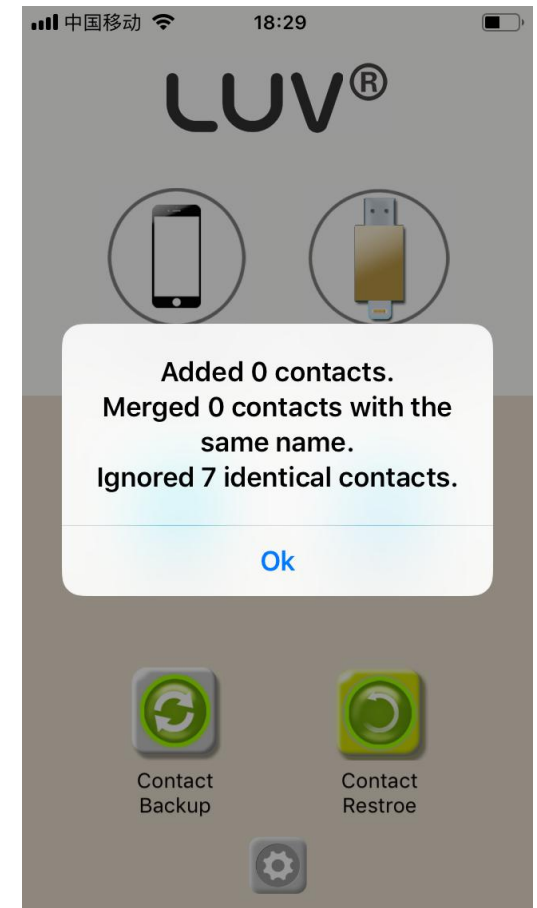 中国移动 18:29
LUV®
Added 0 contacts.
Merged 0 contacts with the
same name.
Ignored 7 identical contacts.
Ok
Contact Contact
Backup Restroe